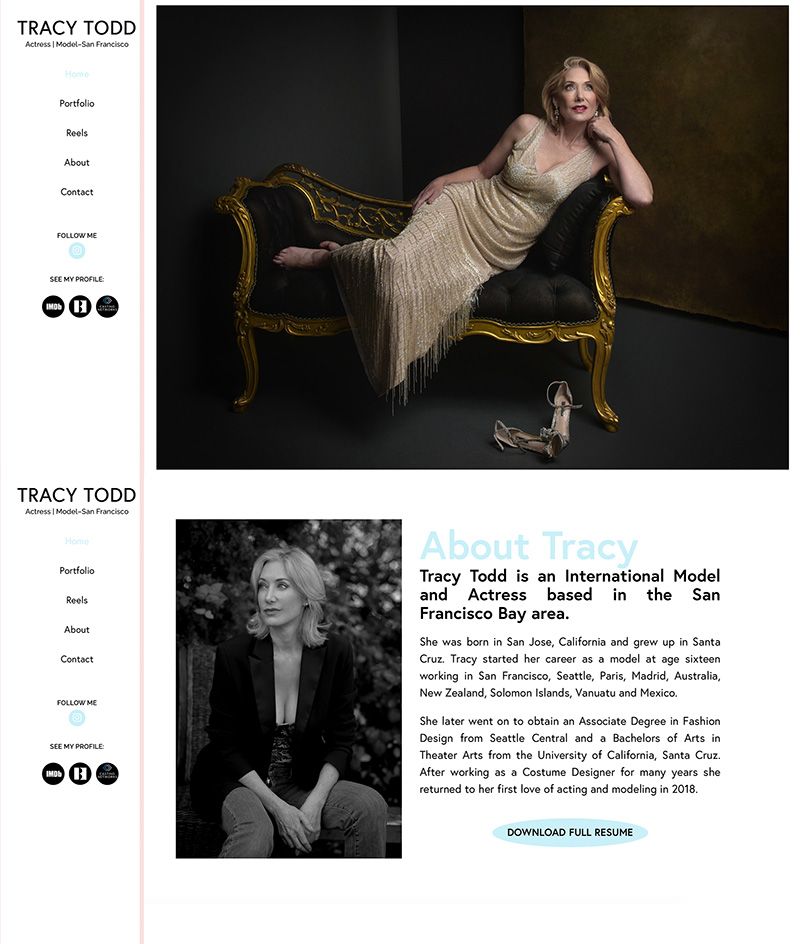 TRACY TODD
Actress | Model–San Francisco
Home
Portfolio
Reels
About
Contact
FOLLOW ME
SEE MY PROFILE:
IMDb
CASTING
NETWORKS
TRACY TODD
Actress | Model–San Francisco
Home
Portfolio
Reels
About
Contact
FOLLOW ME
SEE MY PROFILE:
IMDb
CASTING
NETWORKS
About Tracy
Tracy Todd is an International Model
and Actress based in the San
Francisco Bay area.
She was born in San Jose, California and grew up in Santa
Cruz. Tracy started her career as a model at age sixteen
working in San Francisco, Seattle, Paris, Madrid, Australia,
New Zealand, Solomon Islands, Vanuatu and Mexico.
She later went on to obtain an Associate Degree in Fashion
Design from Seattle Central and a Bachelors of Arts in
Theater Arts from the University of California, Santa Cruz.
After working as a Costume Designer for many years she
returned to her first love of acting and modeling in 2018.
DOWNLOAD FULL RESUME